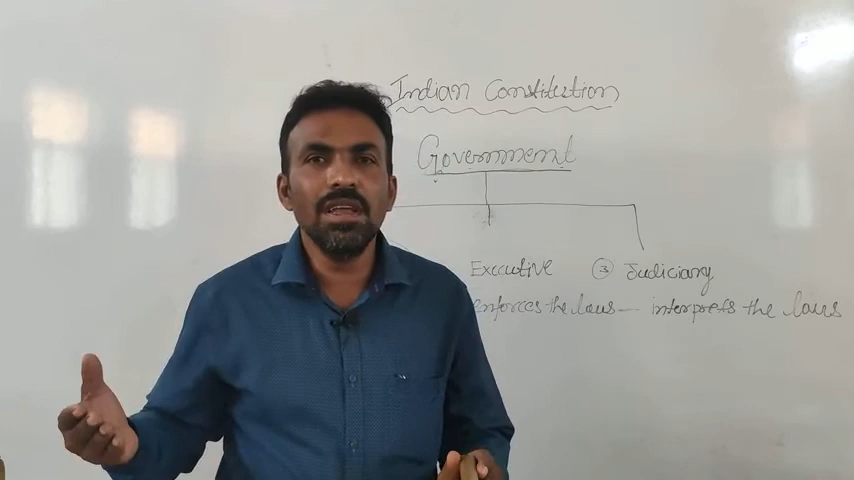 Indian Constitution
Government
Executive ③ Judiciary
enforces the laws — interprets the laws